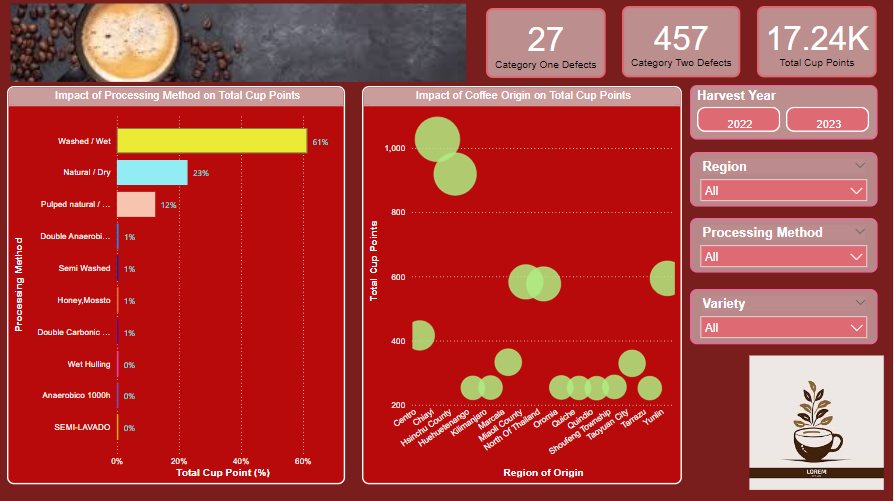 27
Category One Defects
457
Category Two Defects
17.24K
Total Cup Points
Impact of Processing Method on Total Cup Points
Processing Method
Washed / Wet
61%
Natural / Dry
23%
Pulped natural / ...
12%
Double Anaerobi...
1%
Semi Washed
1%
Honey,Mossto
1%
Double Carbonic ...
1%
Wet Hulling
0%
Anaerobico 1000h
0%
SEMI-LAVADO
0%
0%
20%
40%
60%
Total Cup Point (%)
Impact of Coffee Origin on Total Cup Points
Total Cup Points
1,000
800
600
400
200
Centro
Chiayi
Hsinchu County
Huehuetenango
Kilimanjaro
Marcala
Miaoli County
North Of Thailand
Oromia
Quiche
Quindio
Shoufeng Township
Taoyuan City
Tarrazu
Yunlin
Region of Origin
Harvest Year
2022
2023
Region
All
Processing Method
All
Variety
All
LOREM